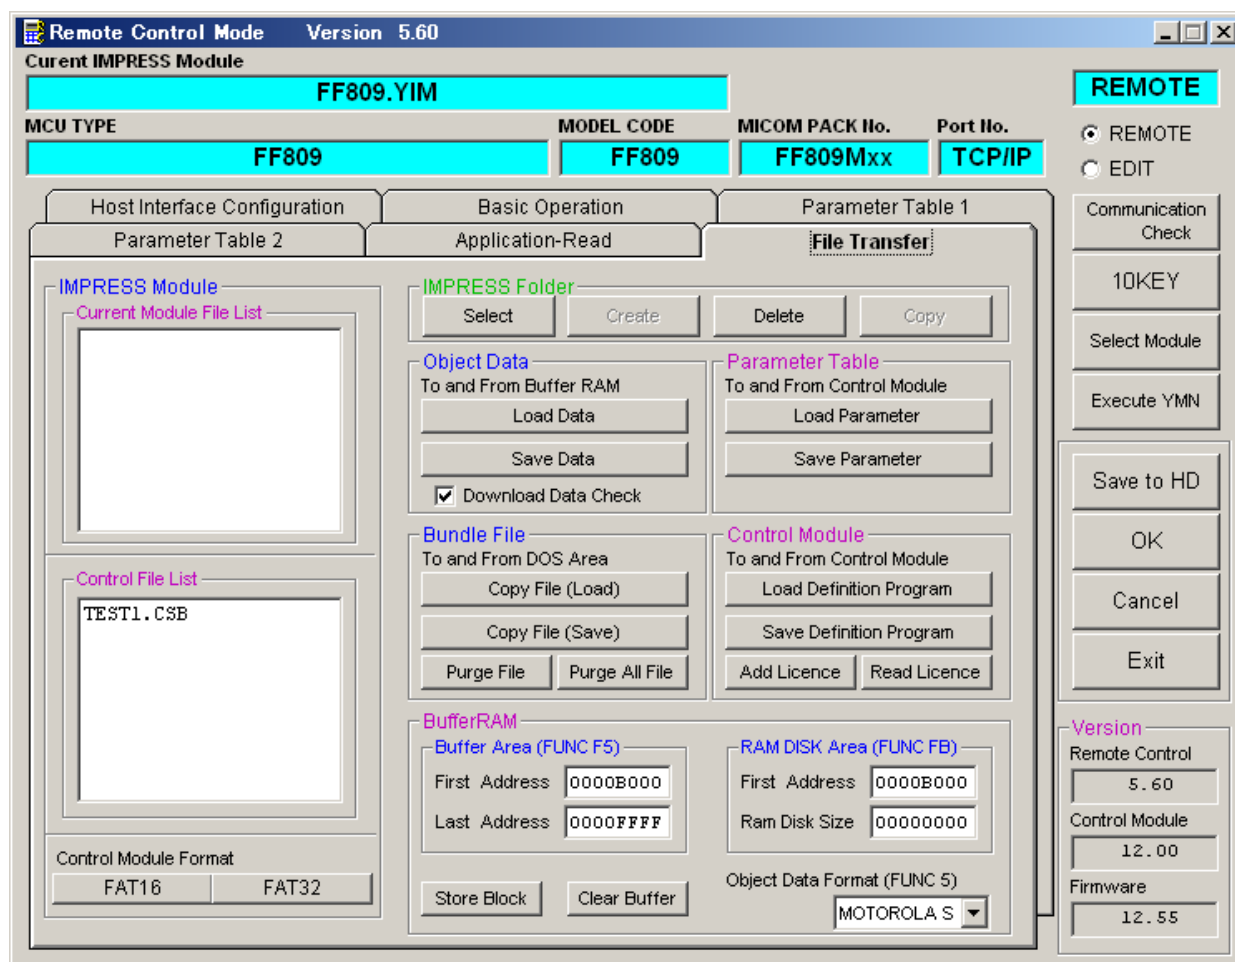 Remote Control Mode Version 5.60
Curent IMPRESS Module
FF809.YIM
REMOTE
MCU TYPE
MODEL CODE
MICOM PACK No.
Port No.
FF809
FF809
FF809Mxx
TCP/IP
REMOTE
EDIT
Host Interface Configuration
Basic Operation
Parameter Table 1
Parameter Table 2
Application-Read
File Transfer
Communication
Check
10KEY
Select Module
Execute YMN
Save to HD
OK
Cancel
Exit
IMPRESS Module
Current Module File List
Control File List
TEST1.CSB
Control Module Format
FAT16
FAT32
IMPRESS Folder
Select
Create
Delete
Copy
Object Data
To and From Buffer RAM
Load Data
Save Data
Download Data Check
Parameter Table
To and From Control Module
Load Parameter
Save Parameter
Bundle File
To and From DOS Area
Copy File (Load)
Copy File (Save)
Purge File
Purge All File
Control Module
To and From Control Module
Load Definition Program
Save Definition Program
Add Licence
Read Licence
BufferRAM
Buffer Area (FUNC F5)
First Address 0000B000
Last Address 0000FFFF
RAM DISK Area (FUNC FB)
First Address 0000B000
Ram Disk Size 00000000
Store Block
Clear Buffer
Object Data Format (FUNC 5)
MOTOROLA S
Version
Remote Control
5.60
Control Module
12.00
Firmware
12.55